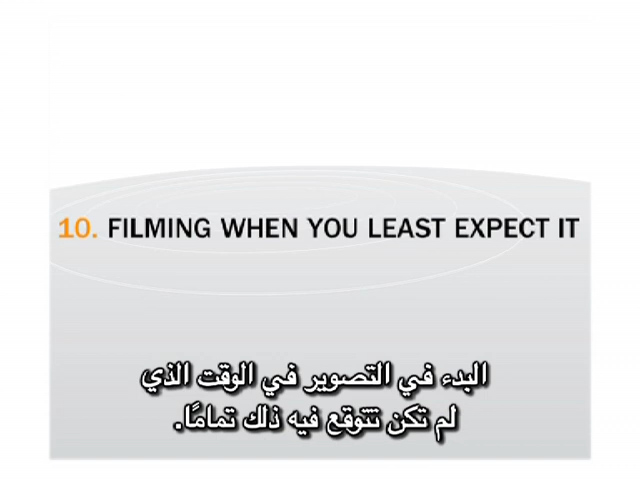 10. FILMING WHEN YOU LEAST EXPECT IT
البدء في التصوير في الوقت الذي
لم تكن تتوقع فيه ذلك تمامًا.